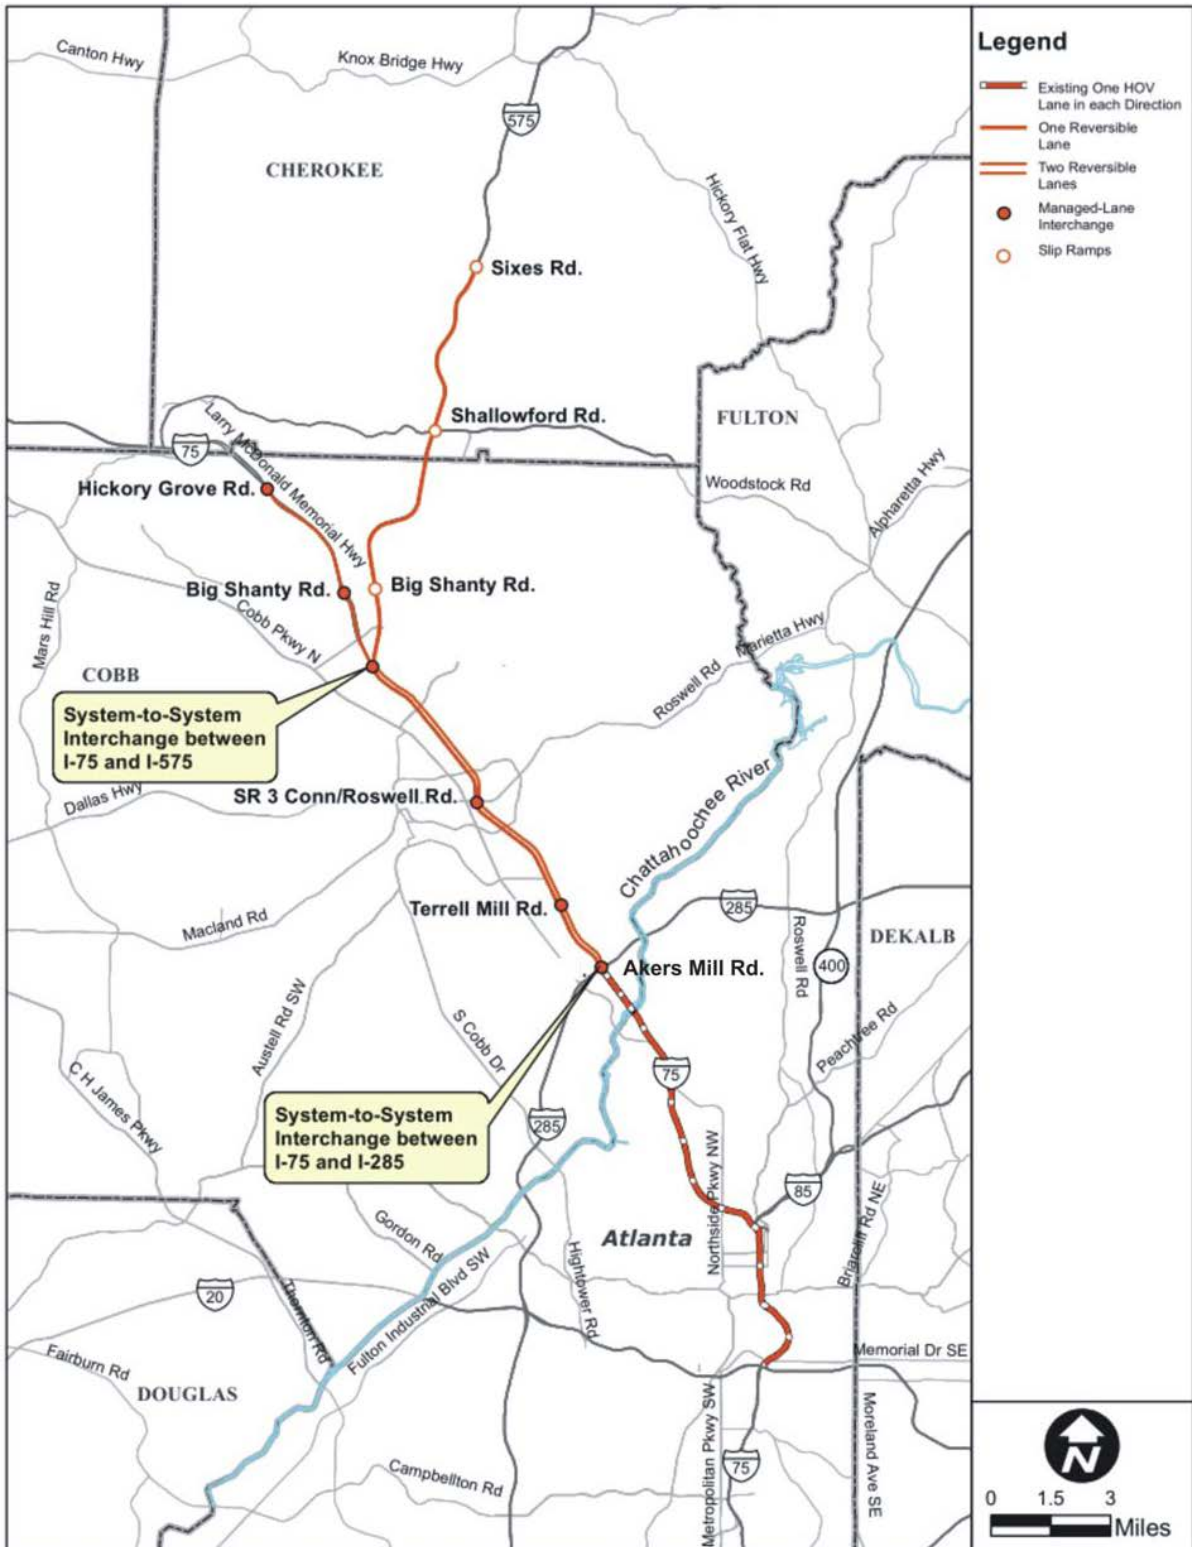 Legend
Existing One HOV
Lane in each Direction
One Reversible
Lane
Two Reversible
Lanes
Managed-Lane
Interchange
Slip Ramps
Canton Hwy
Knox Bridge Hwy
575
CHEROKEE
Hickory Flat Hwy
Sixes Rd.
Shallowford Rd.
FULTON
Larry McDonald Memorial Hwy
75
Hickory Grove Rd.
Woodstock Rd
Alpharetta Hwy
Big Shanty Rd.
Big Shanty Rd.
Mars Hill Rd
Cobb Pkwy N
Marietta Hwy
Roswell Rd
COBB
System-to-System
Interchange between
I-75 and I-575
Dallas Hwy
SR 3 Conn/Roswell Rd.
Chattahoochee River
Terrell Mill Rd.
285
Macland Rd
Roswell Rd
DEKALB
Akers Mill Rd.
400
Austell Rd SW
S Cobb Dr
Peachtree Rd
75
C H James Pkwy
System-to-System
Interchange between
I-75 and I-285
285
Northside Pkwy NW
85
Briarcliff Rd NE
Gordon Rd
Atlanta
Hightower Rd
20
Thornton Rd
Fulton Industrial Blvd SW
Fairburn Rd
Memorial Dr SE
DOUGLAS
Metropolitan Pkwy SW
Moreland Ave SE
Campbellton Rd
75
N
0 1.5 3
Miles